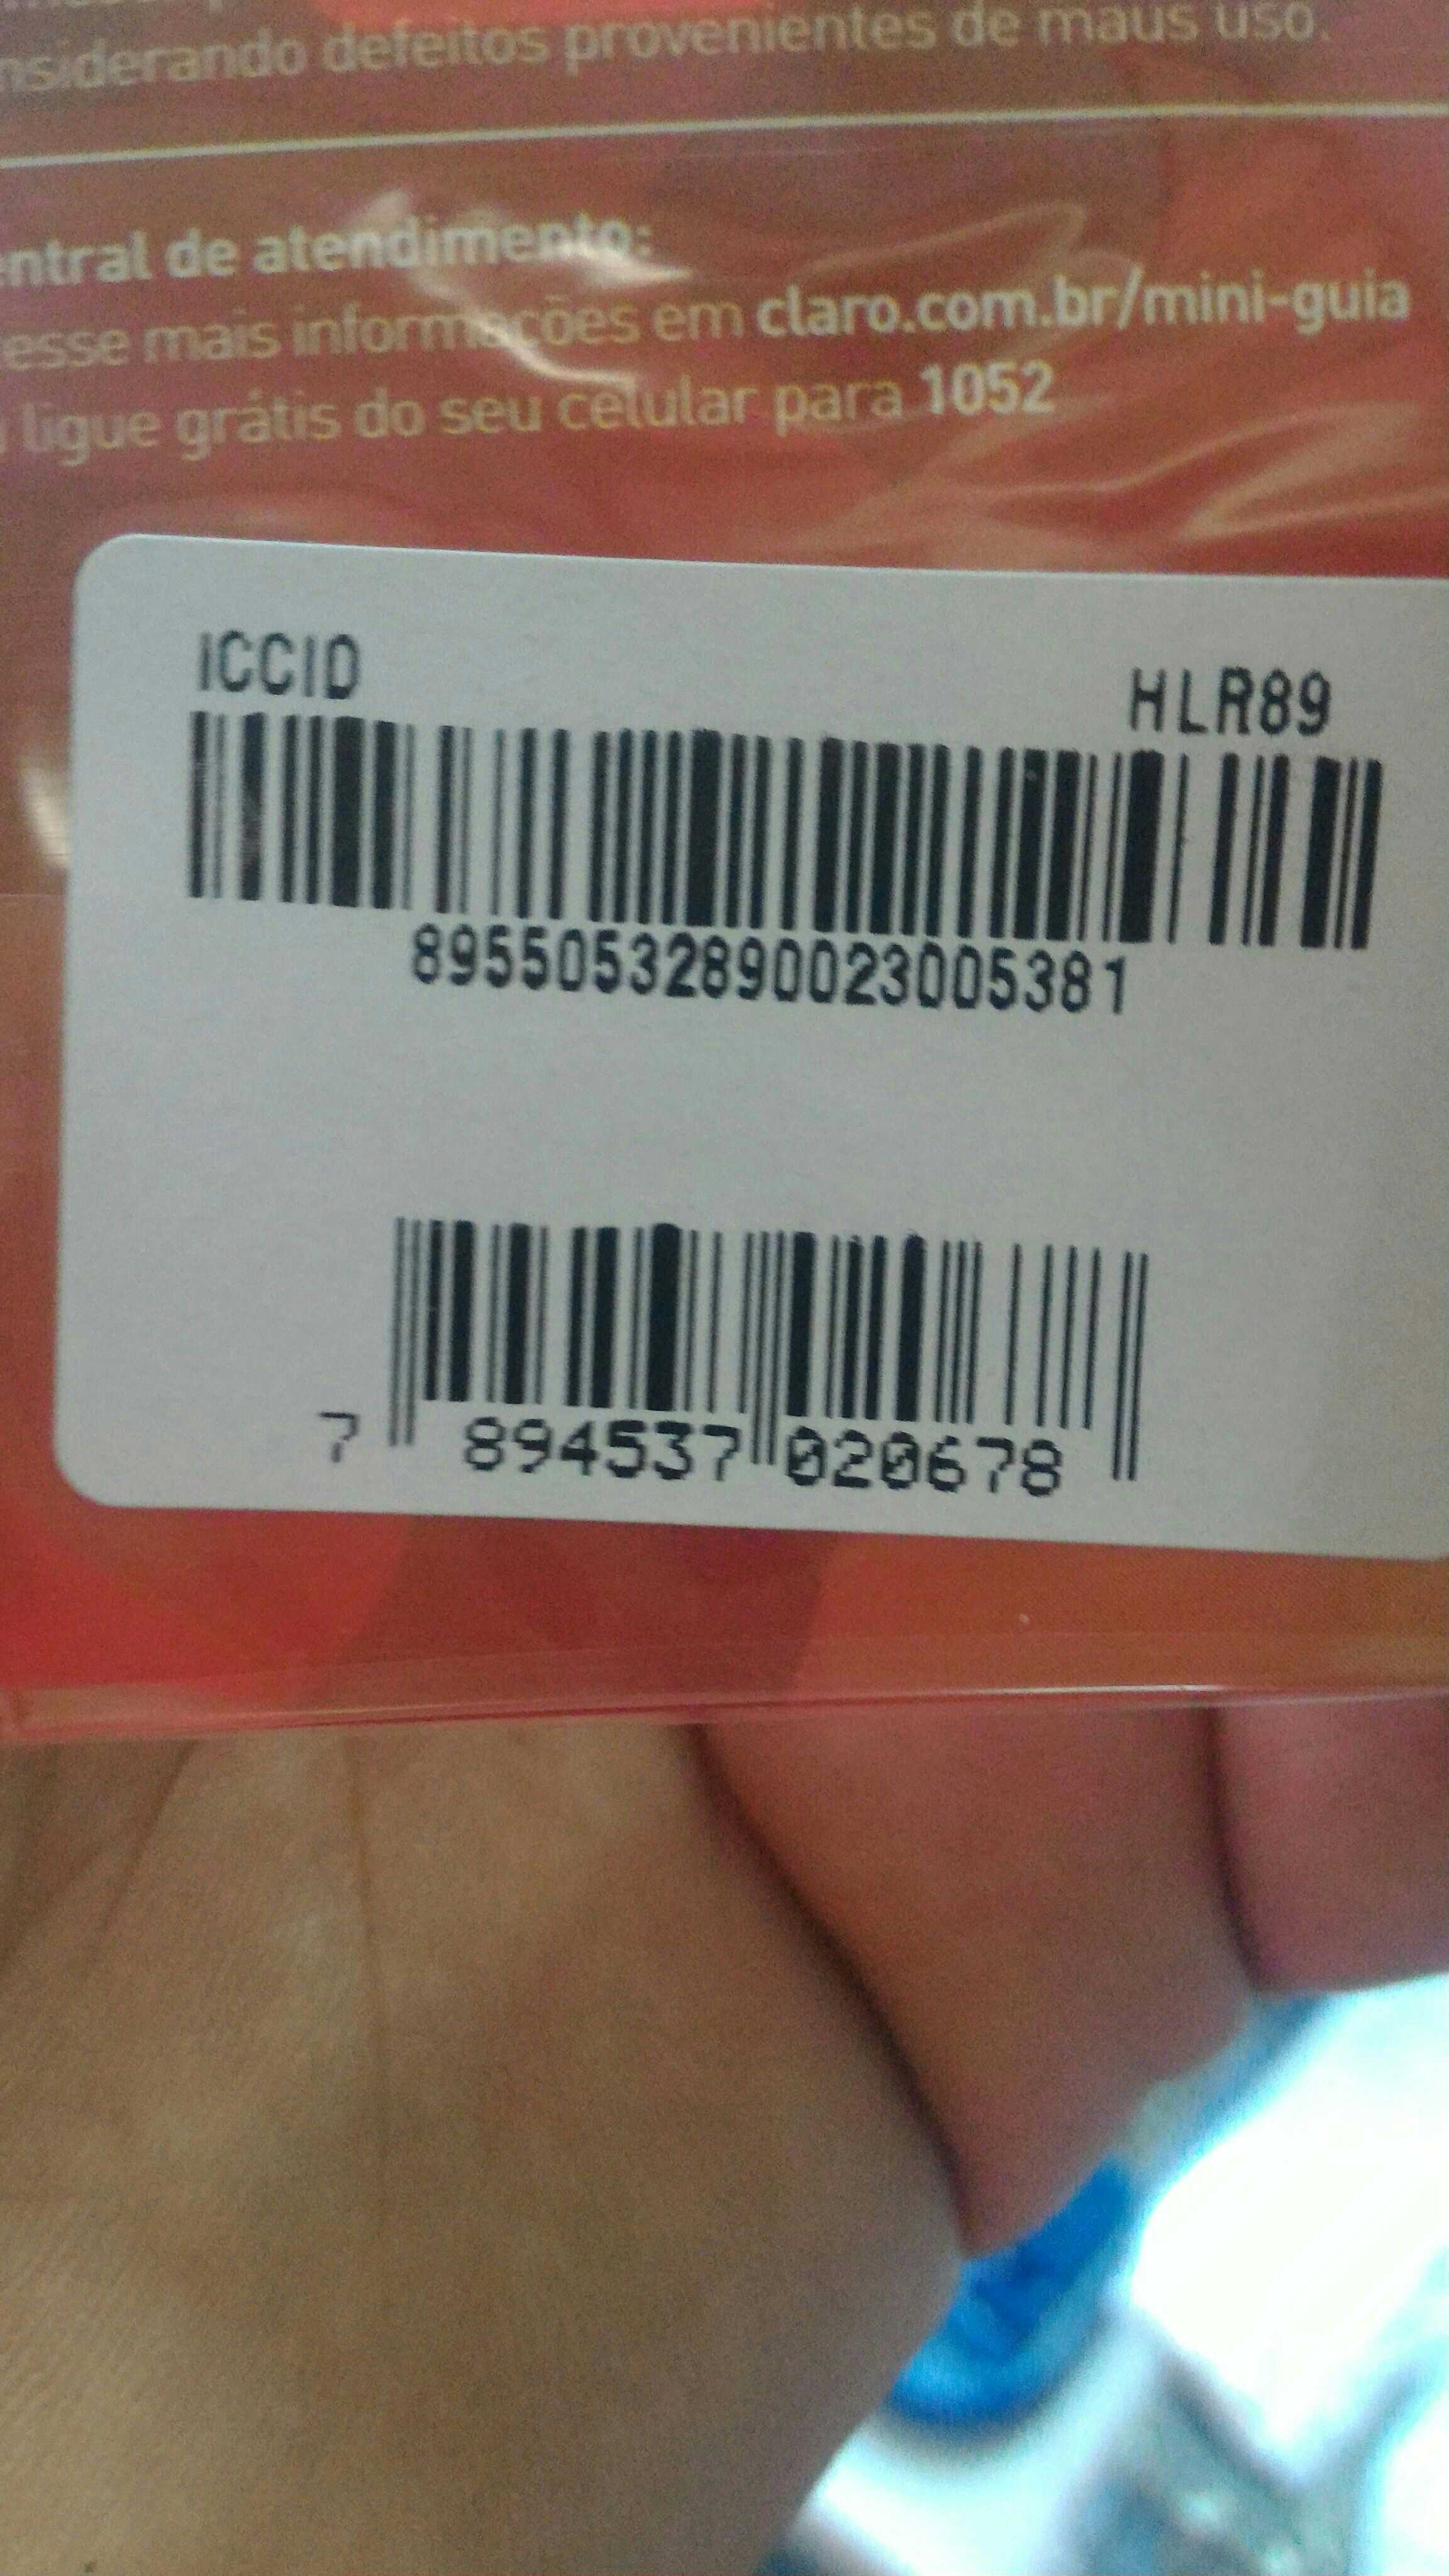 nsiderando defeitos provenientes de maus uso.
entral de atendimento:
esse mais informações em claro.com.br/mini-guia
ligue grátis do seu celular para 1052
ICCID
HLR89
89550532890023005381
7 894537 020678